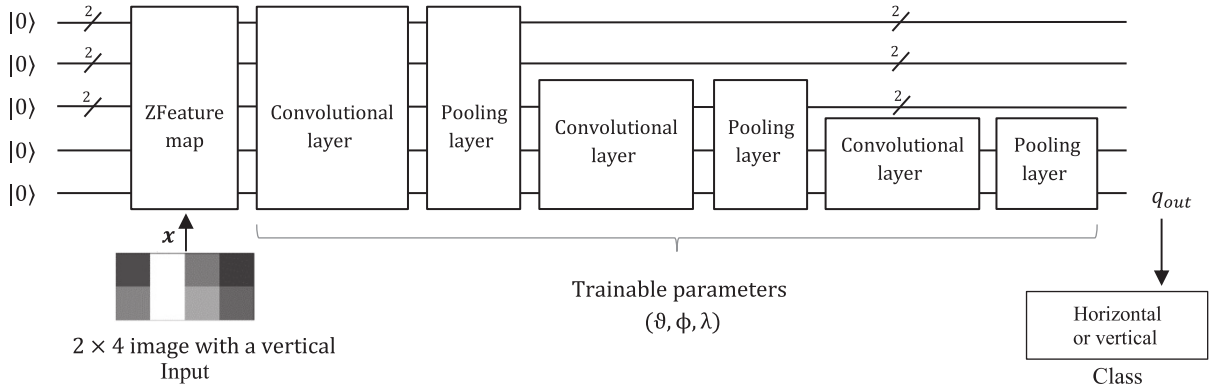 |0⟩ 2 2
|0⟩ 2 2
|0⟩ 2 2
|0⟩
|0⟩
ZFeature
map
Convolutional
layer
Pooling
layer
Convolutional
layer
Pooling
layer
Convolutional
layer
Pooling
layer
x
q_out
2 × 4 image with a vertical
Input
Trainable parameters
(ϑ, ϕ, λ)
Horizontal
or vertical
Class